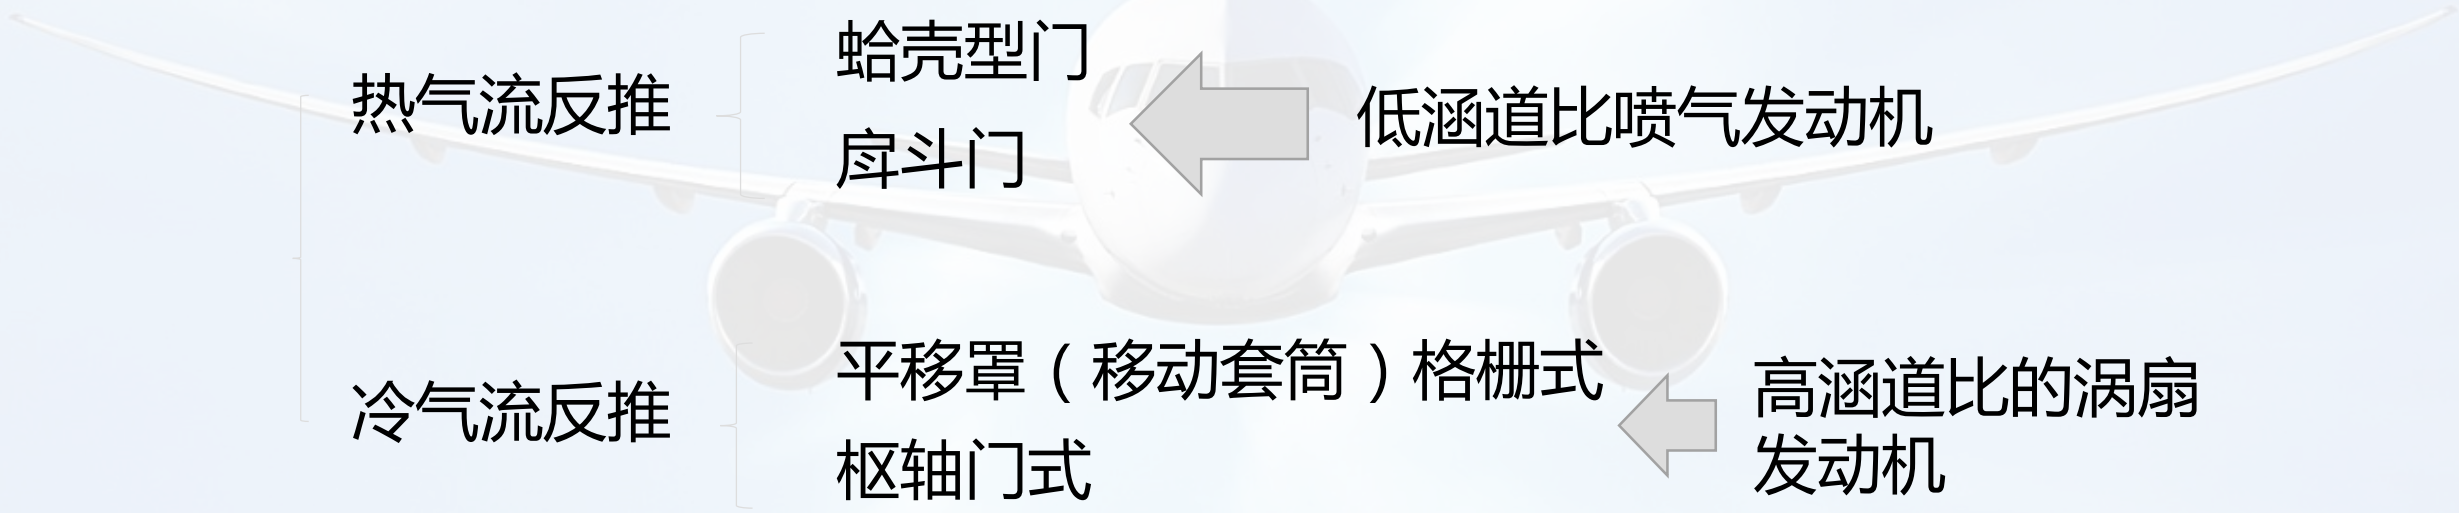 蛤壳型门
热气流反推
低涵道比喷气发动机
戽斗门
平移罩（移动套筒）格栅式
高涵道比的涡扇
冷气流反推
发动机
枢轴门式